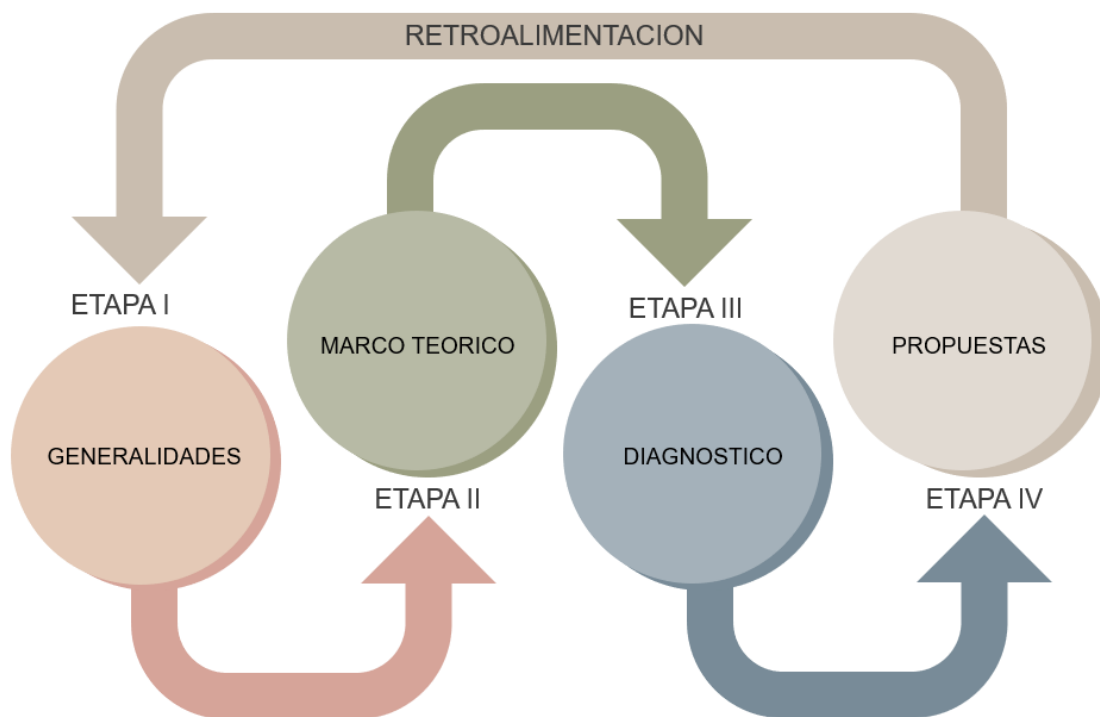 RETROALIMENTACION
ETAPA I
GENERALIDADES
MARCO TEORICO
ETAPA II
ETAPA III
DIAGNOSTICO
PROPUESTAS
ETAPA IV